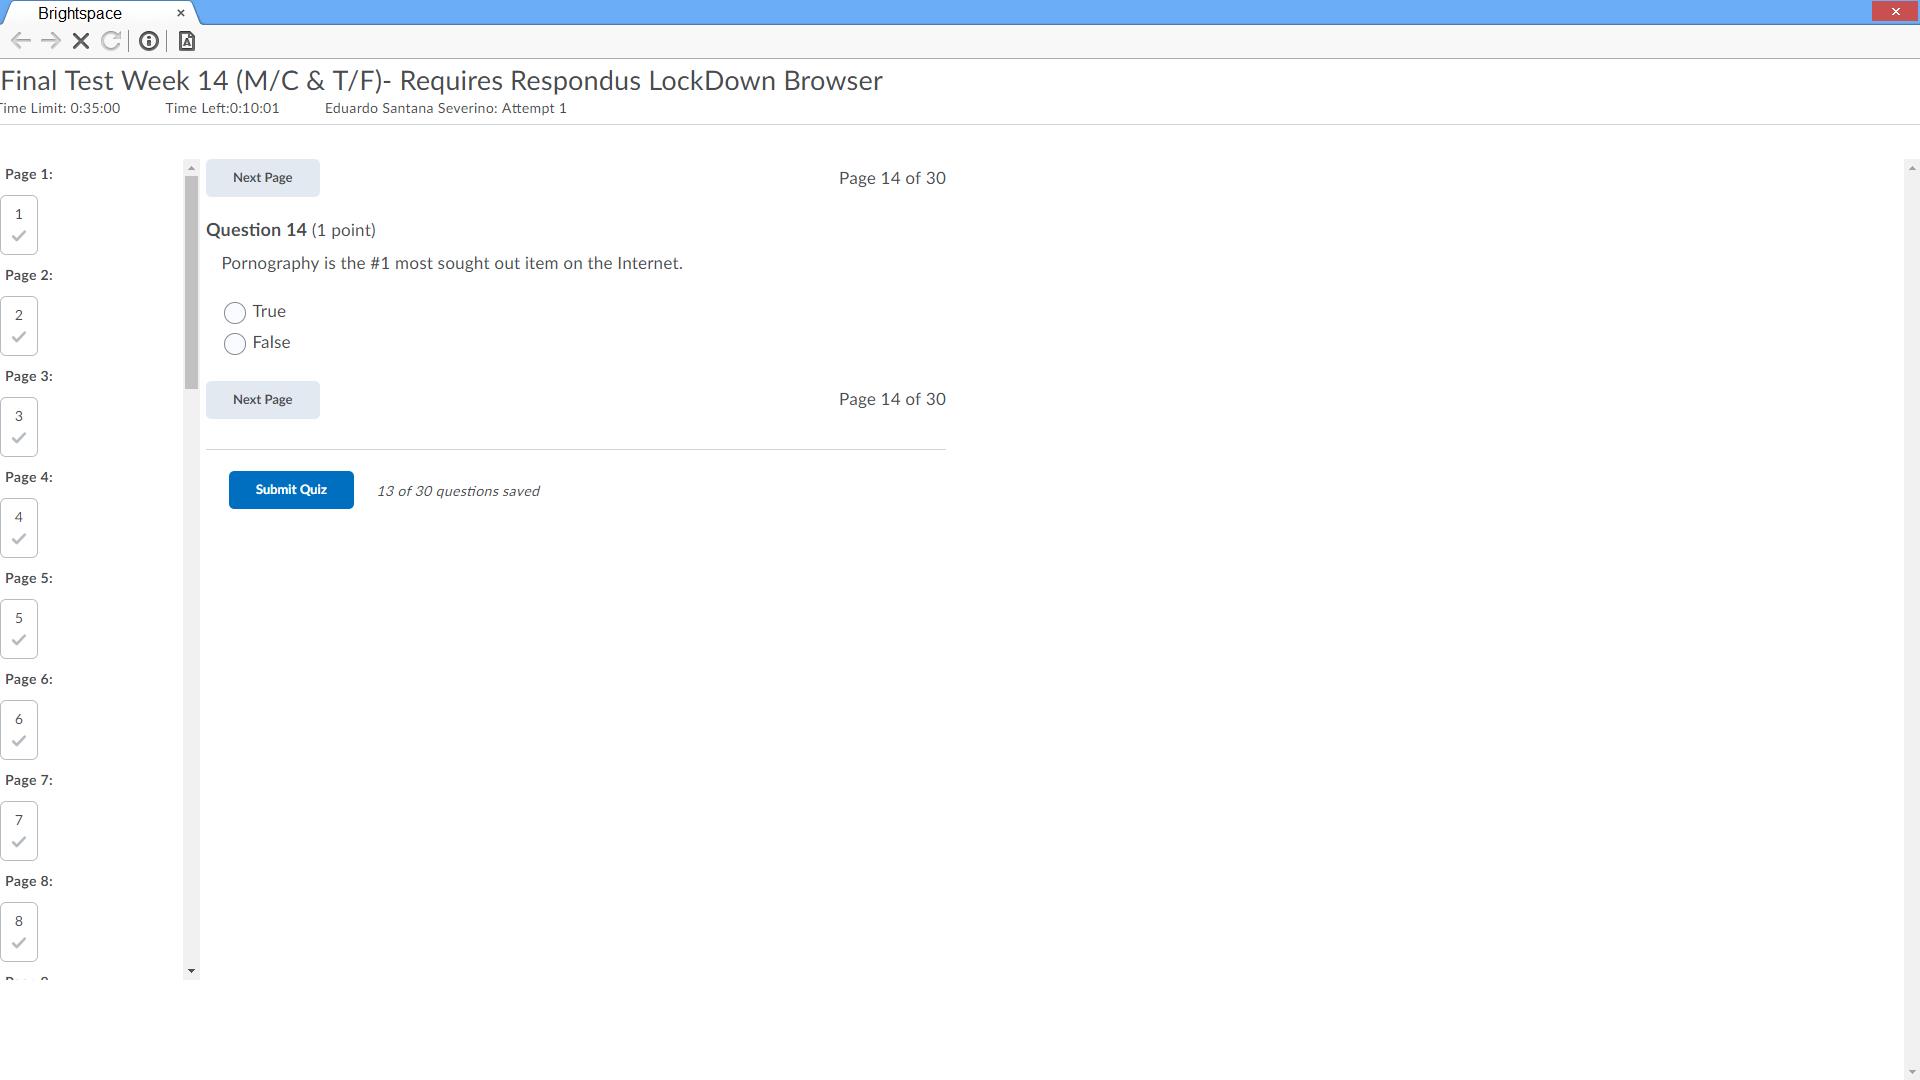 Brightspace
Final Test Week 14 (M/C & T/F)- Requires Respondus LockDown Browser
Time Limit: 0:35:00 Time Left:0:10:01 Eduardo Santana Severino: Attempt 1
Page 1:
1
Page 2:
2
Page 3:
3
Page 4:
4
Page 5:
5
Page 6:
6
Page 7:
7
Page 8:
8
Next Page Page 14 of 30
Question 14 (1 point)
Pornography is the #1 most sought out item on the Internet.
True
False
Next Page Page 14 of 30
Submit Quiz 13 of 30 questions saved